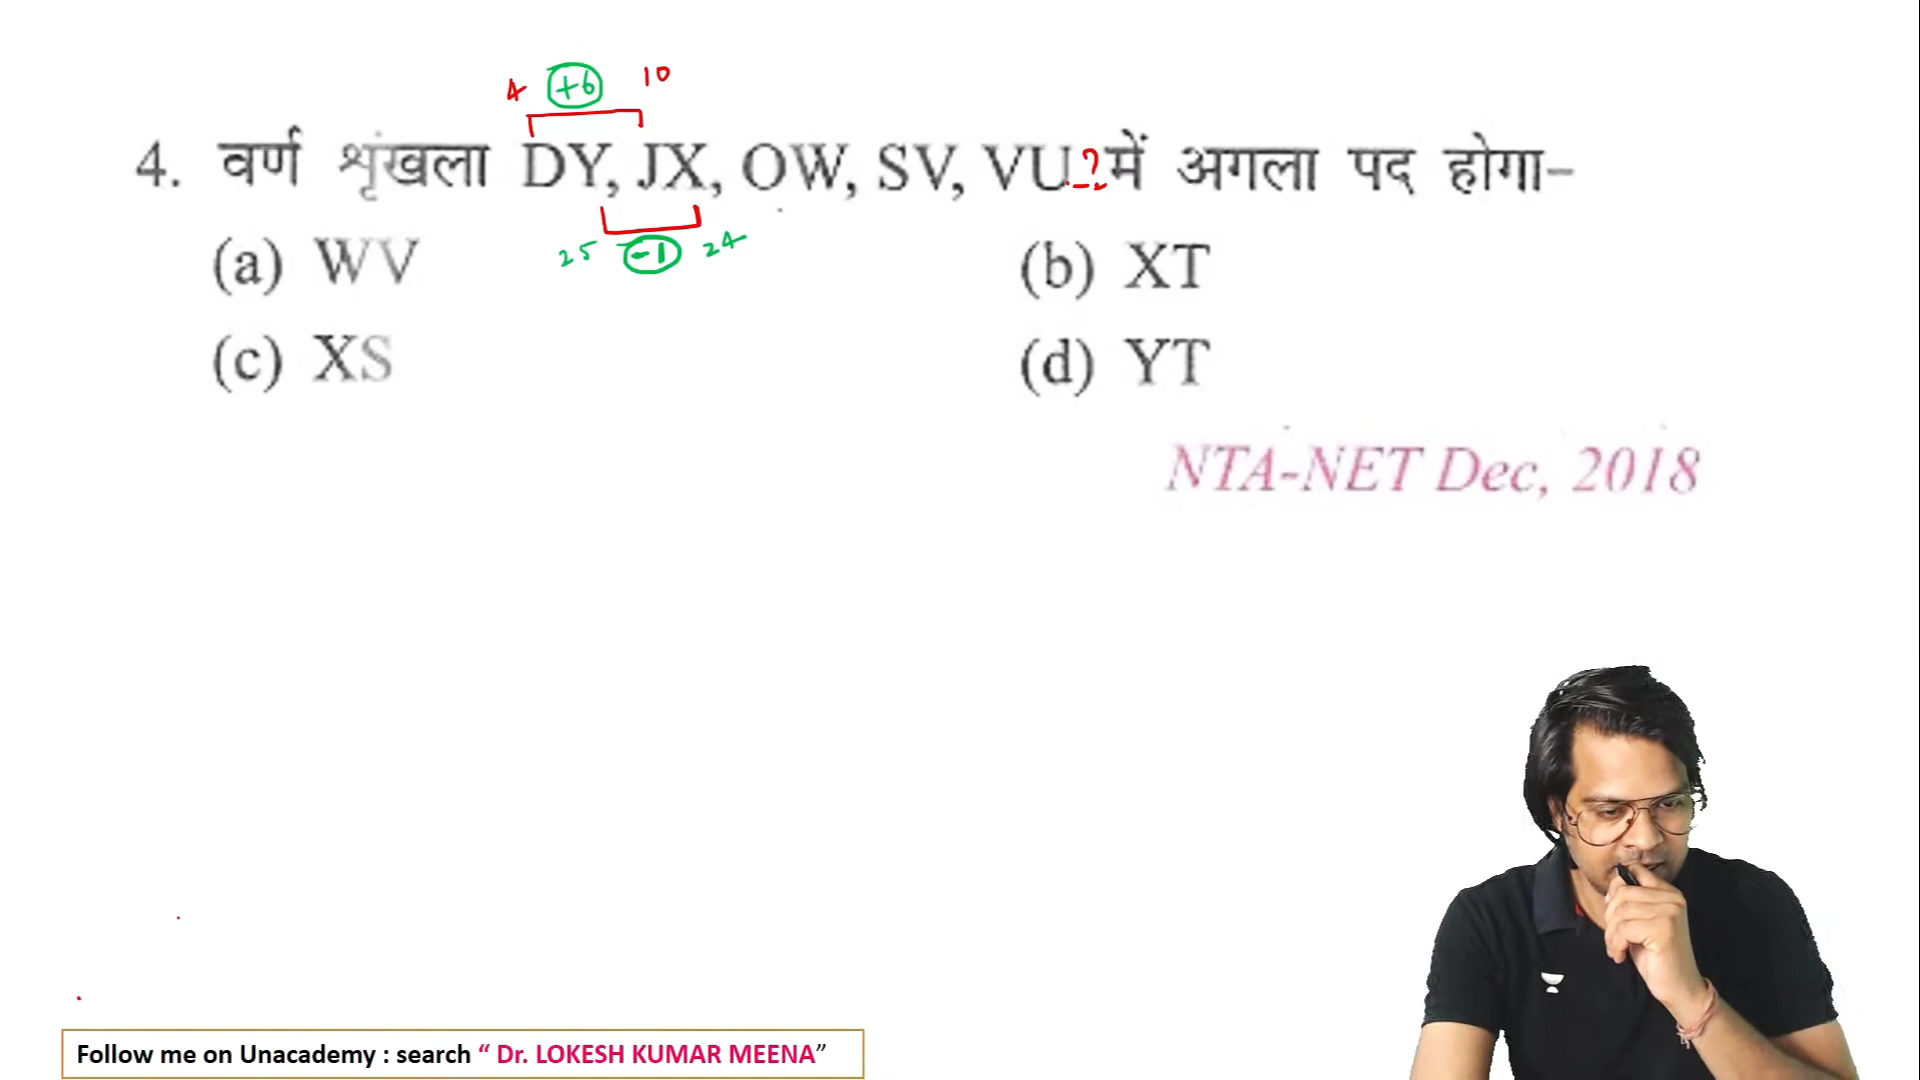 4 +6 10
4. वर्ण शृंखला DY, JX, OW, SV, VU ? में अगला पद होगा–
25 -1 24
(a) WV (b) XT
(c) XS (d) YT
NTA-NET Dec, 2018
Follow me on Unacademy : search “ Dr. LOKESH KUMAR MEENA”